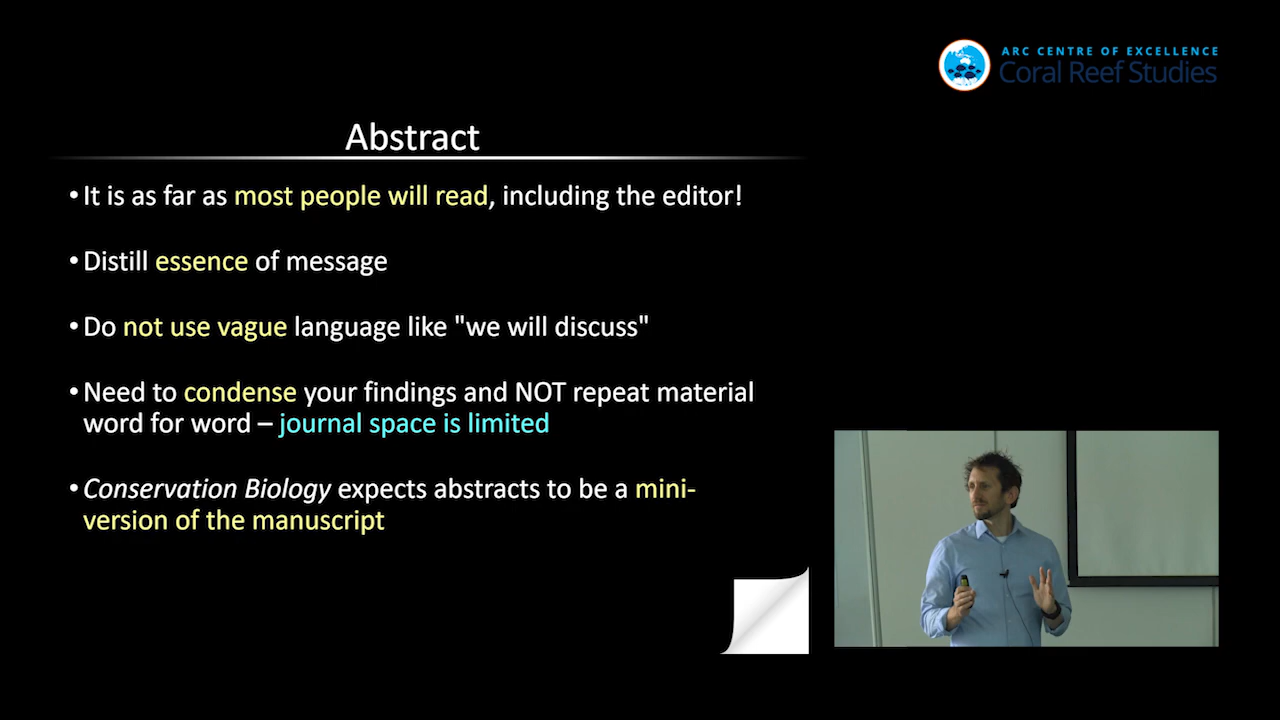 ARC CENTRE OF EXCELLENCE
Coral Reef Studies
Abstract
• It is as far as most people will read, including the editor!
• Distill essence of message
• Do not use vague language like "we will discuss"
• Need to condense your findings and NOT repeat material
word for word – journal space is limited
• Conservation Biology expects abstracts to be a mini-
version of the manuscript